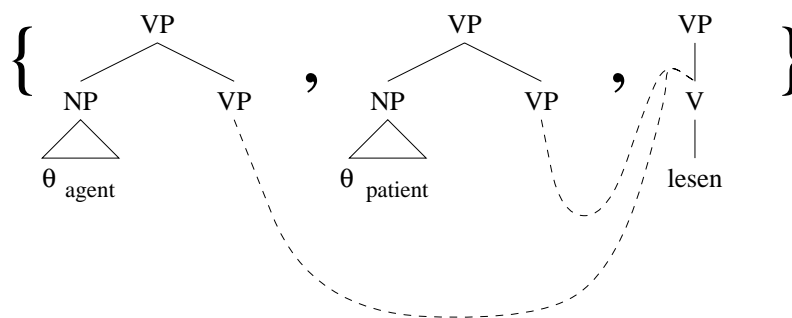 { VP , VP , VP }
NP VP NP VP V
θ agent θ patient lesen